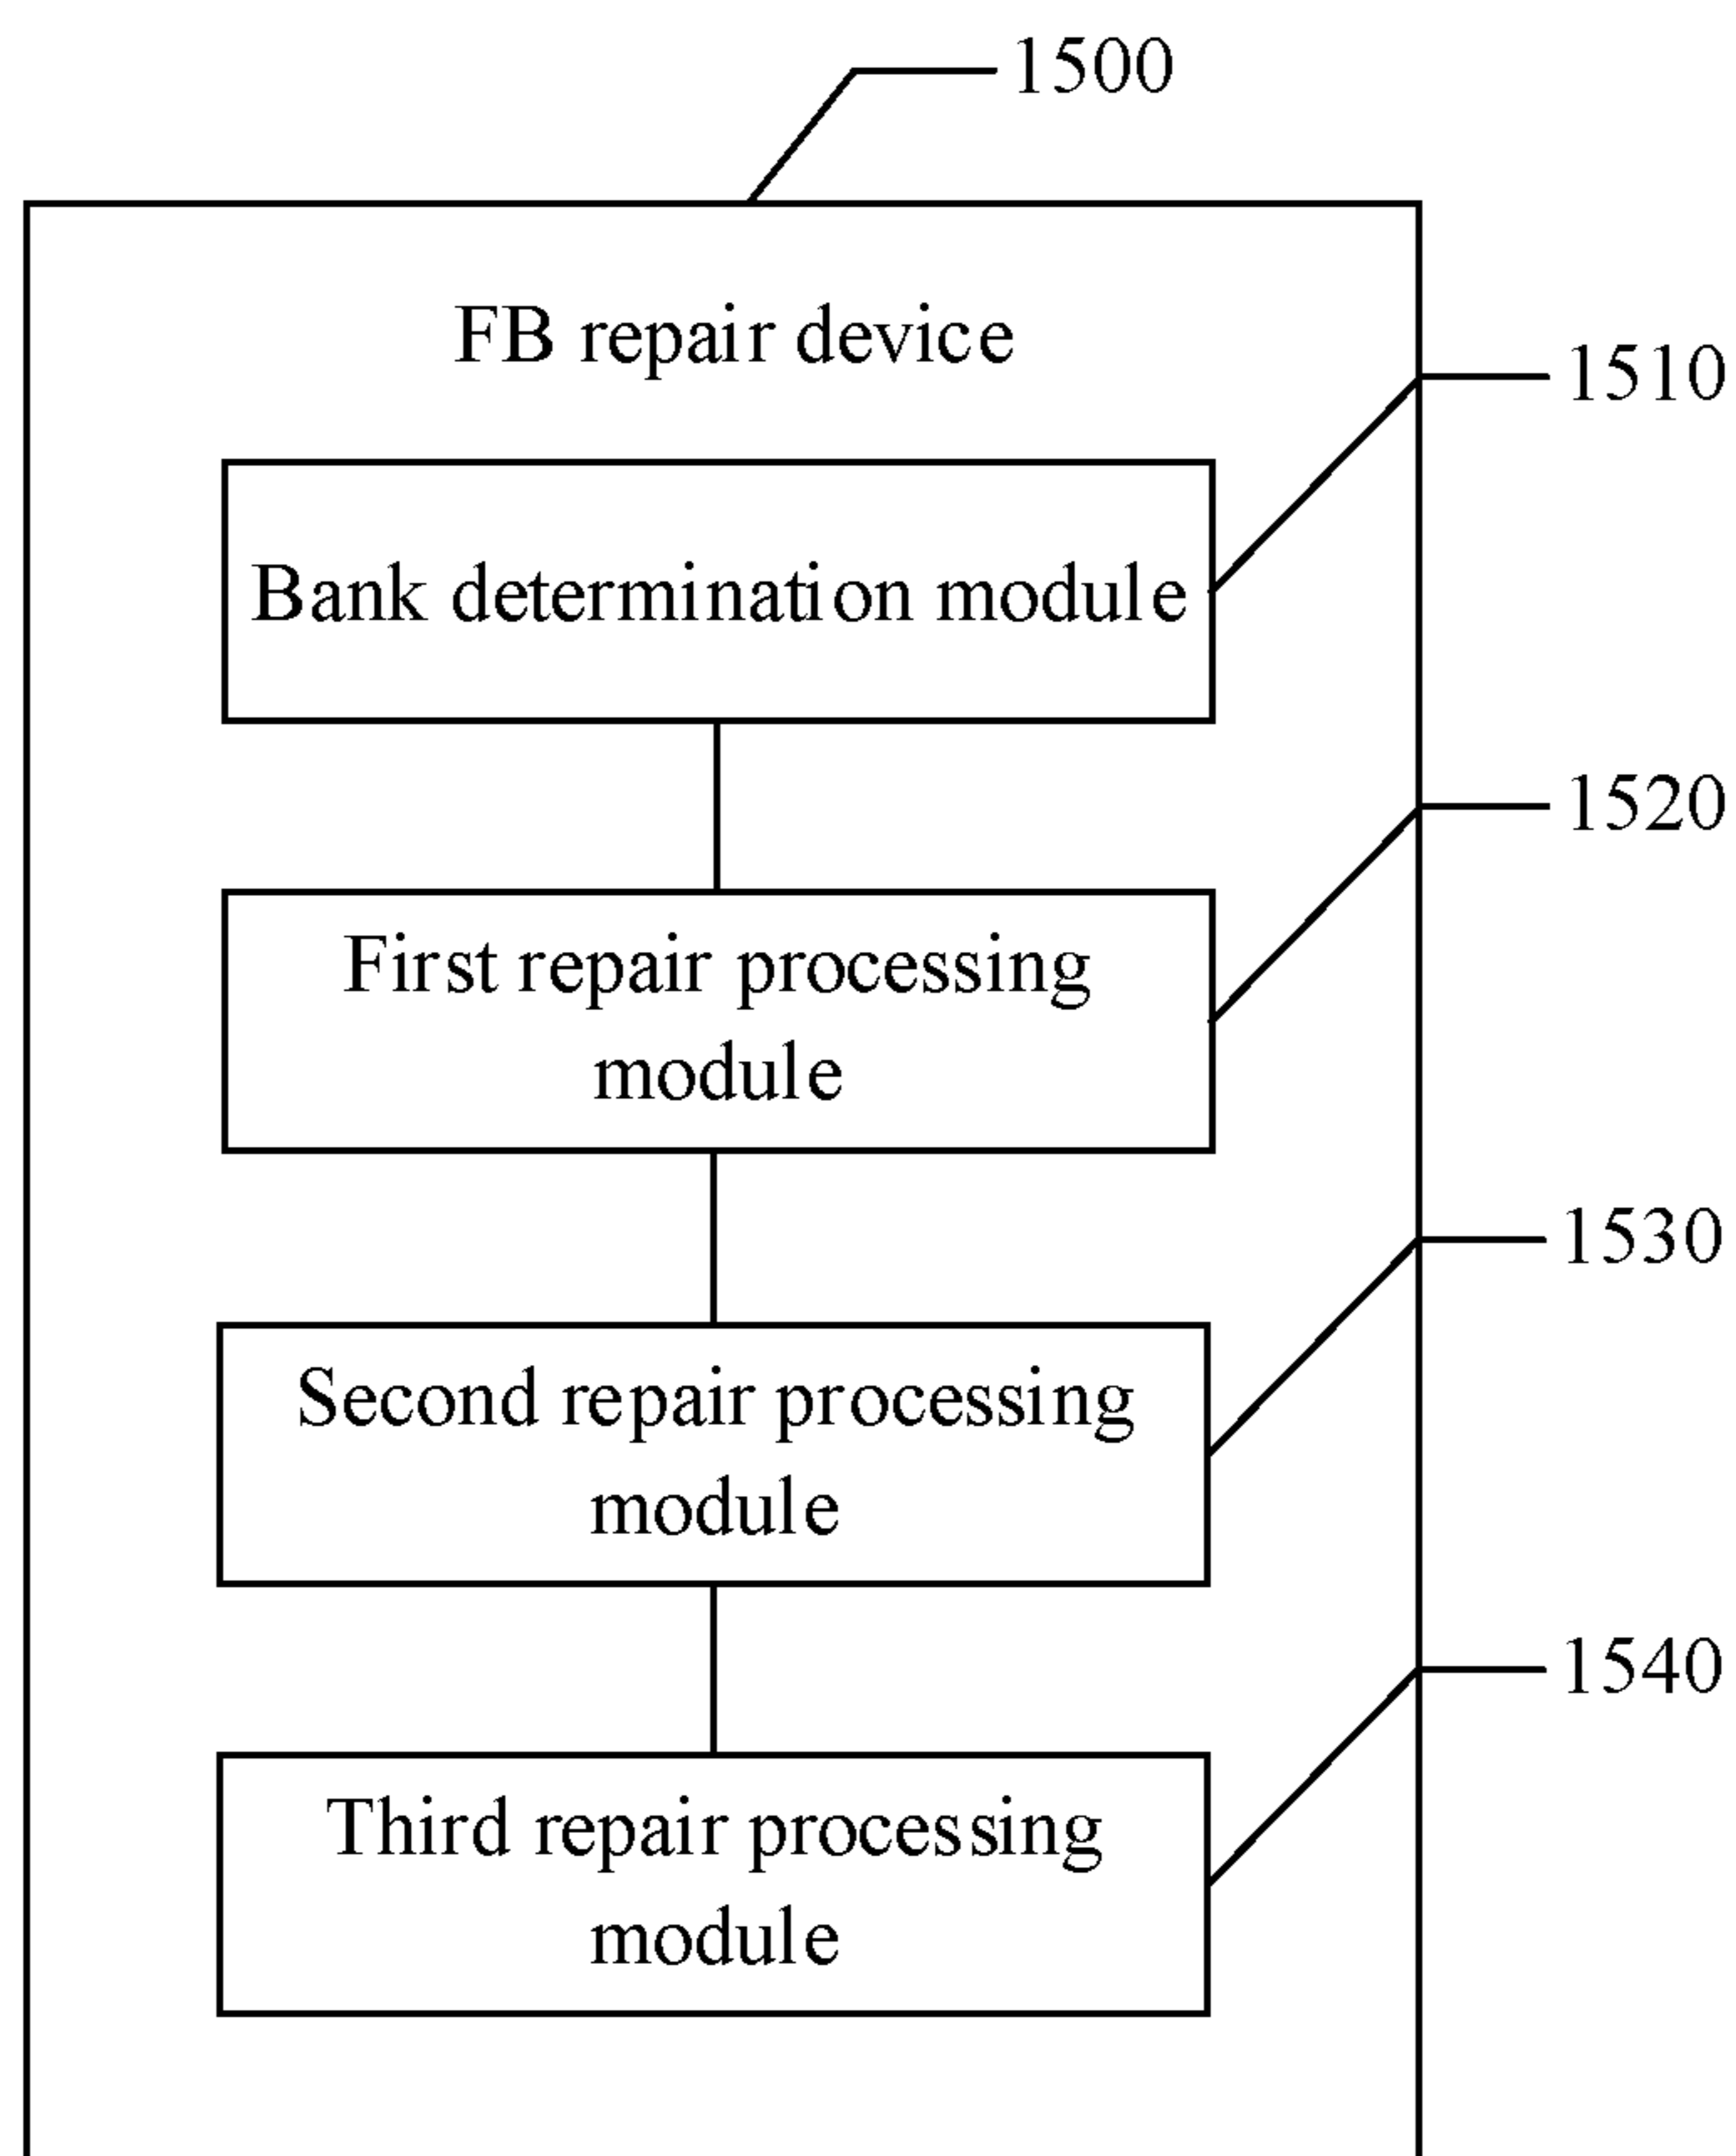 1500
FB repair device
1510
Bank determination module
1520
First repair processing
module
1530
Second repair processing
module
1540
Third repair processing
module